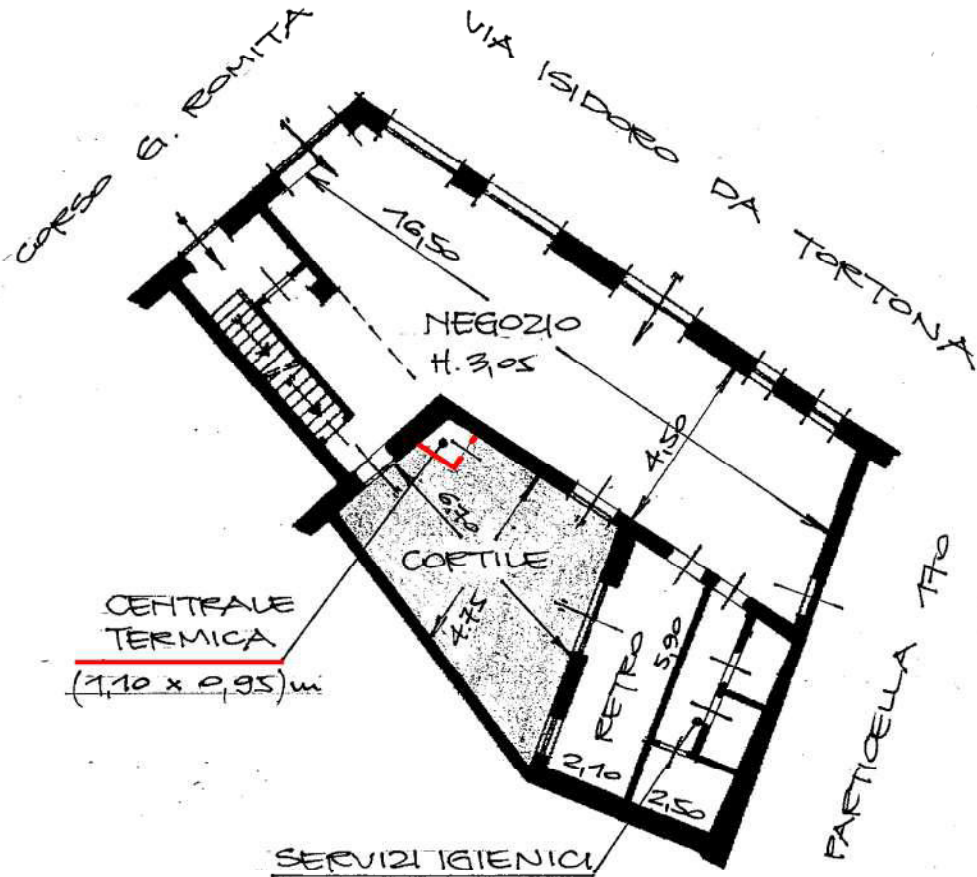 CORSO G. ROMITA
VIA ISIDORO DA TORTONA
16,50
NEGOZIO
H. 3,05
4,50
6,70
CORTILE
4.75
CENTRALE
TERMICA
(1,10 x 0,95)m
RETRO
5,90
2,10
2,50
PARTICELLA 170
SERVIZI IGIENICI